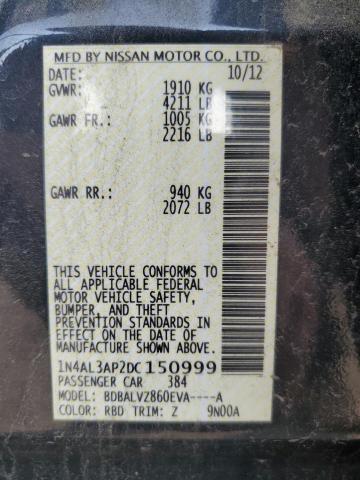 MFD BY NISSAN MOTOR CO., LTD.
DATE: 10/12
GVWR: 1910 KG
4211 LB
GAWR FR: 1005 KG
2216 LB
GAWR RR: 940 KG
2072 LB
THIS VEHICLE CONFORMS TO
ALL APPLICABLE FEDERAL
MOTOR VEHICLE SAFETY,
BUMPER, AND THEFT
PREVENTION STANDARDS IN
EFFECT ON THE DATE OF
MANUFACTURE SHOWN ABOVE.
1N4AL3AP2DC150999
PASSENGER CAR 384
MODEL: BDBALVZ860EVA----A
COLOR: RBD TRIM: Z 9N00A